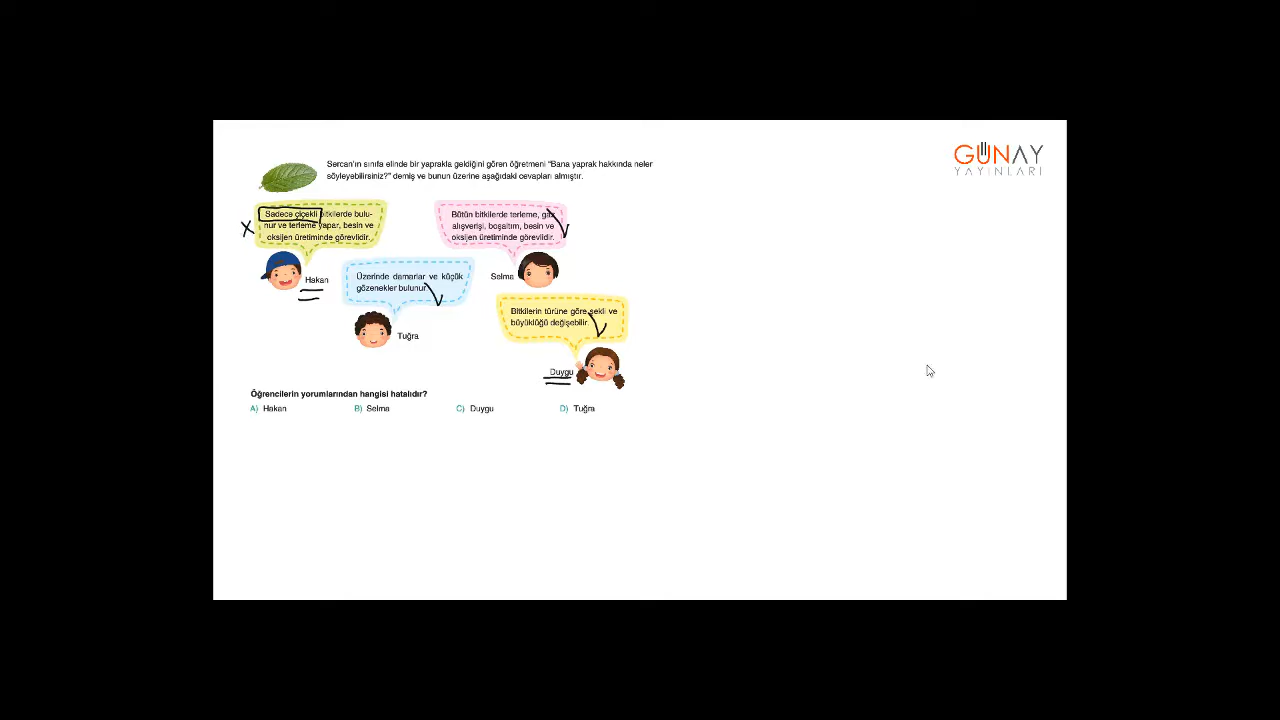 GÜNAY
YAYINLARI
Sercan'ın sınıfa elinde bir yaprakla geldiğini gören öğretmeni "Bana yaprak hakkında neler
söyleyebilirsiniz?" demiş ve bunun üzerine aşağıdaki cevapları almıştır.
Sadece çiçekli bitkilerde bulu-
nur ve terleme yapar, besin ve
oksijen üretiminde görevlidir.
Hakan
Bütün bitkilerde terleme, gaz
alışverişi, boşaltım, besin ve
oksijen üretiminde görevlidir.
Selma
Üzerinde damarlar ve küçük
gözenekler bulunur.
Tuğra
Bitkilerin türüne göre şekli ve
büyüklüğü değişebilir.
Duygu
Öğrencilerin yorumlarından hangisi hatalıdır?
A) Hakan B) Selma C) Duygu D) Tuğra